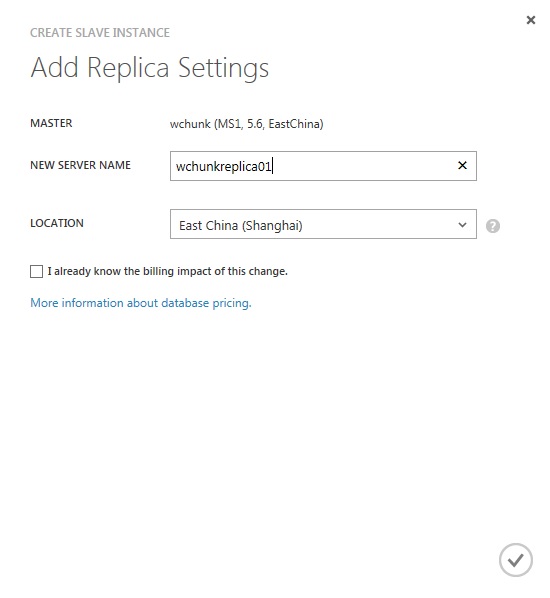 CREATE SLAVE INSTANCE
Add Replica Settings
MASTER wchunk (MS1, 5.6, EastChina)
NEW SERVER NAME wchunkreplica01
LOCATION East China (Shanghai)
?
I already know the billing impact of this change.
More information about database pricing.